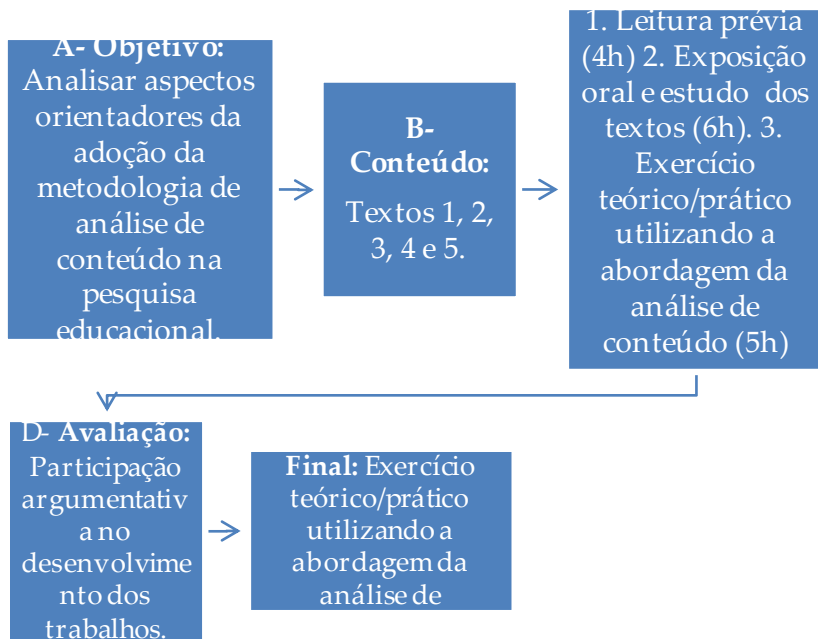 A- Objetivo:
Analisar aspectos
orientadores da
adoção da
metodologia de
análise de
conteúdo na
pesquisa
educacional.
B-
Conteúdo:
Textos 1, 2,
3, 4 e 5.
1. Leitura prévia
(4h) 2. Exposição
oral e estudo dos
textos (6h). 3.
Exercício
teórico/prático
utilizando a
abordagem da
análise de
conteúdo (5h)
D- Avaliação:
Participação
argumentativ
a no
desenvolvime
nto dos
trabalhos.
Final: Exercício
teórico/prático
utilizando a
abordagem da
análise de